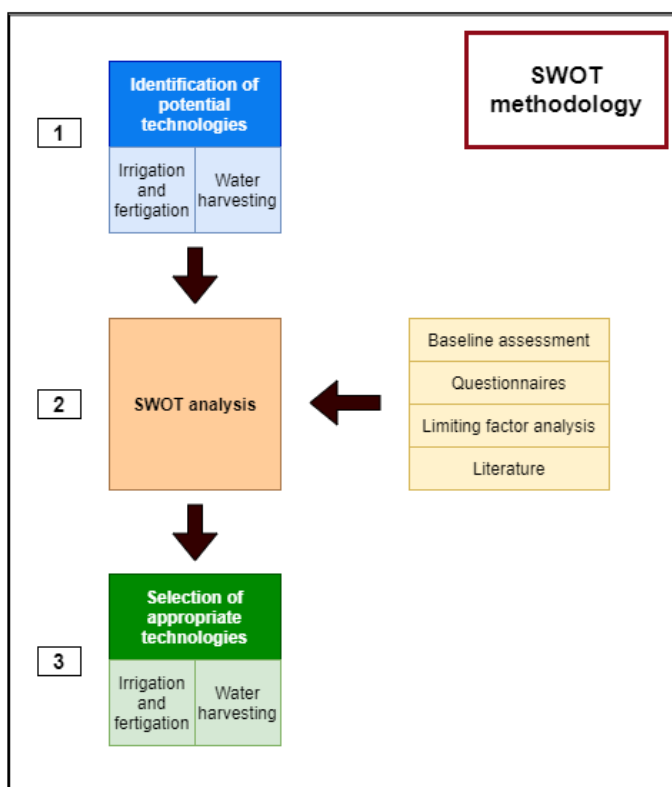 SWOT
methodology
Identification of
potential
technologies
1
Irrigation
and
fertigation
Water
harvesting
2
SWOT analysis
Baseline assessment
Questionnaires
Limiting factor analysis
Literature
Selection of
appropriate
technologies
3
Irrigation
and
fertigation
Water
harvesting